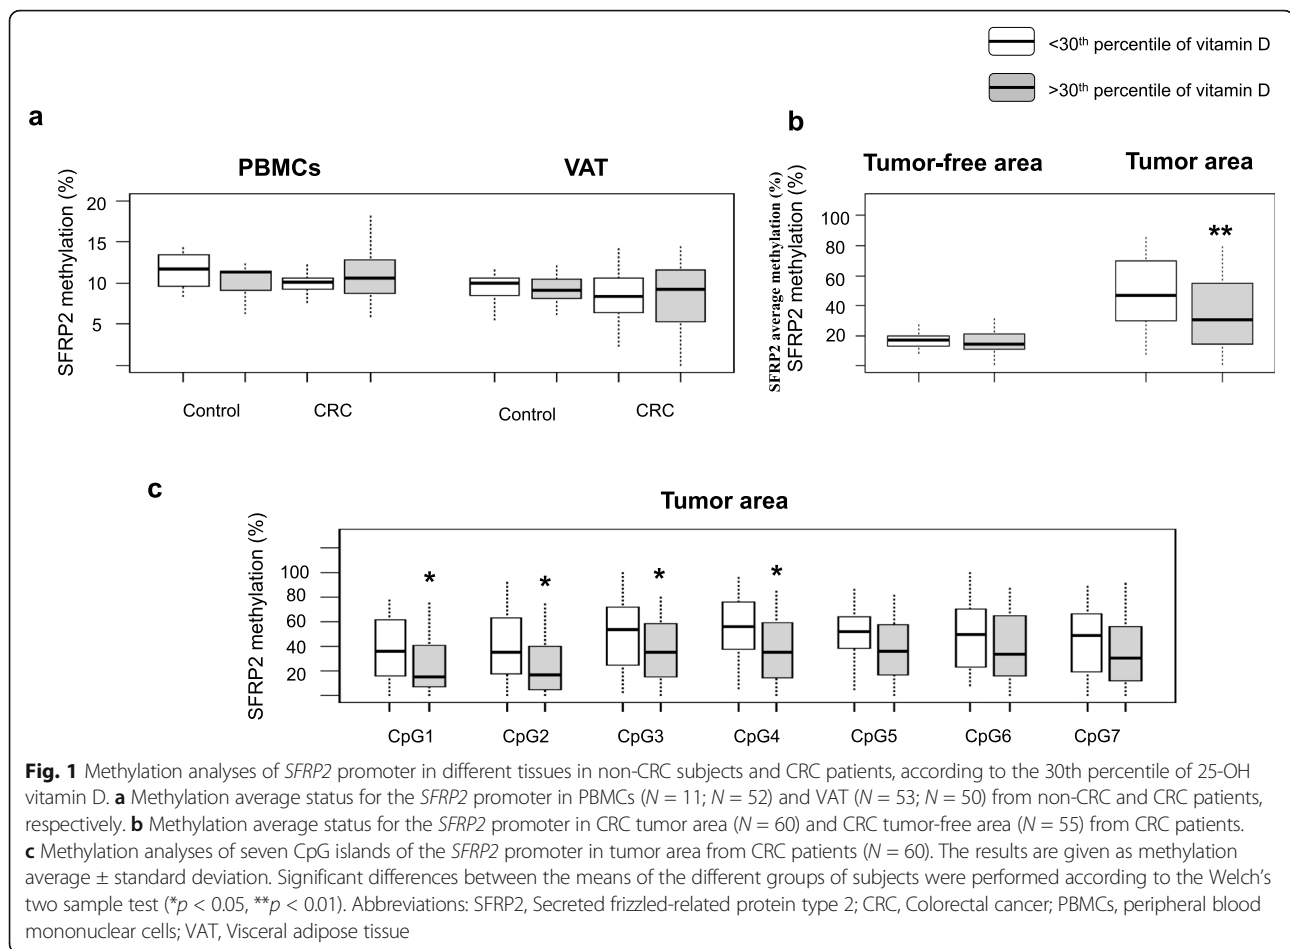 <30th percentile of vitamin D
>30th percentile of vitamin D
a
b
PBMCs
VAT
Tumor-free area
Tumor area
SFRP2 methylation (%)
20
15
10
5
Control
CRC
Control
CRC
SFRP2 average methylation (%)
SFRP2 methylation (%)
100
80
60
40
20
**
c
Tumor area
SFRP2 methylation (%)
100
80
60
40
20
*
*
*
*
CpG1
CpG2
CpG3
CpG4
CpG5
CpG6
CpG7
Fig. 1 Methylation analyses of SFRP2 promoter in different tissues in non-CRC subjects and CRC patients, according to the 30th percentile of 25-OH
vitamin D. a Methylation average status for the SFRP2 promoter in PBMCs (N = 11; N = 52) and VAT (N = 53; N = 50) from non-CRC and CRC patients,
respectively. b Methylation average status for the SFRP2 promoter in CRC tumor area (N = 60) and CRC tumor-free area (N = 55) from CRC patients.
c Methylation analyses of seven CpG islands of the SFRP2 promoter in tumor area from CRC patients (N = 60). The results are given as methylation
average ± standard deviation. Significant differences between the means of the different groups of subjects were performed according to the Welch's
two sample test (*p < 0.05, **p < 0.01). Abbreviations: SFRP2, Secreted frizzled-related protein type 2; CRC, Colorectal cancer; PBMCs, peripheral blood
mononuclear cells; VAT, Visceral adipose tissue